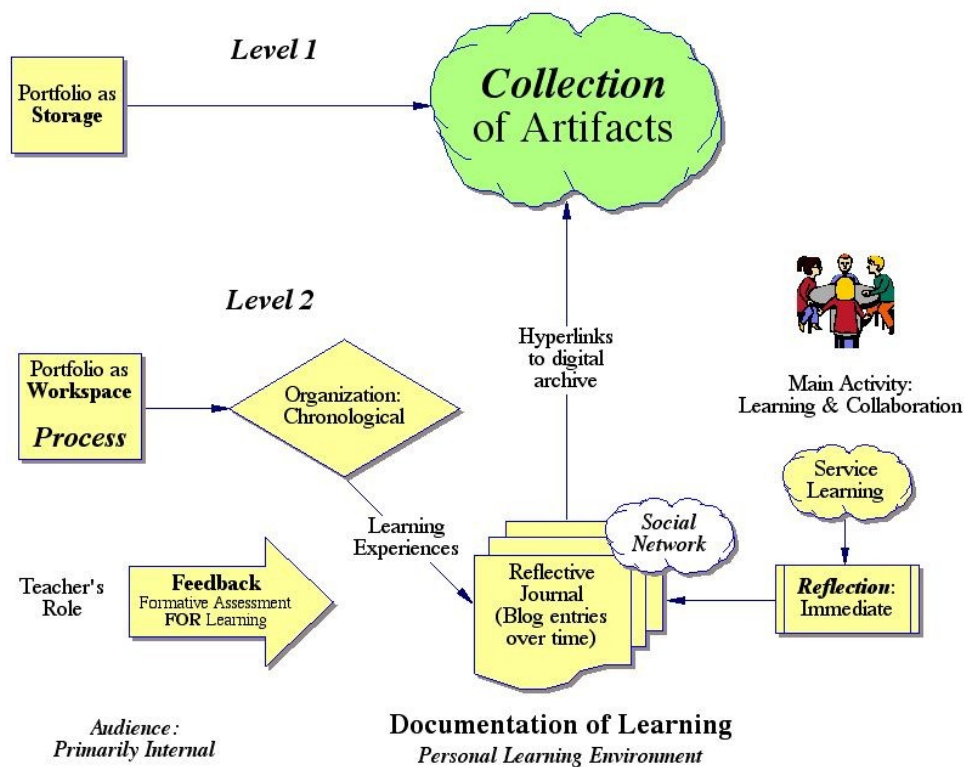 Level 1
Portfolio as
Storage
Collection
of Artifacts
Level 2
Portfolio as
Workspace
Process
Organization:
Chronological
Hyperlinks
to digital
archive
Main Activity:
Learning & Collaboration
Service
Learning
Learning
Experiences
Social
Network
Teacher's
Role
Feedback
Formative Assessment
FOR Learning
Reflective
Journal
(Blog entries
over time)
Reflection:
Immediate
Audience:
Primarily Internal
Documentation of Learning
Personal Learning Environment